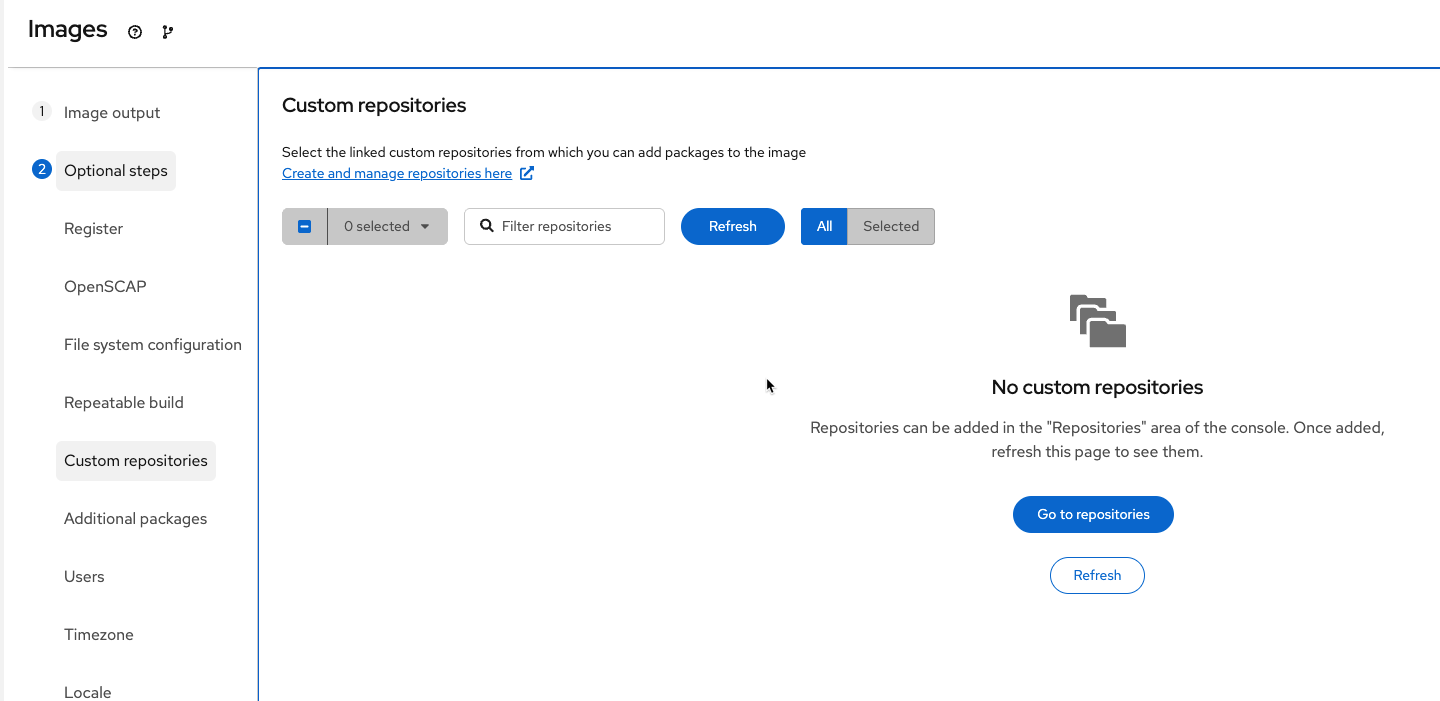 Images
1 Image output
2 Optional steps
Register
OpenSCAP
File system configuration
Repeatable build
Custom repositories
Additional packages
Users
Timezone
Locale
Custom repositories
Select the linked custom repositories from which you can add packages to the image
Create and manage repositories here
0 selected Filter repositories Refresh All Selected
No custom repositories
Repositories can be added in the "Repositories" area of the console. Once added,
refresh this page to see them.
Go to repositories
Refresh